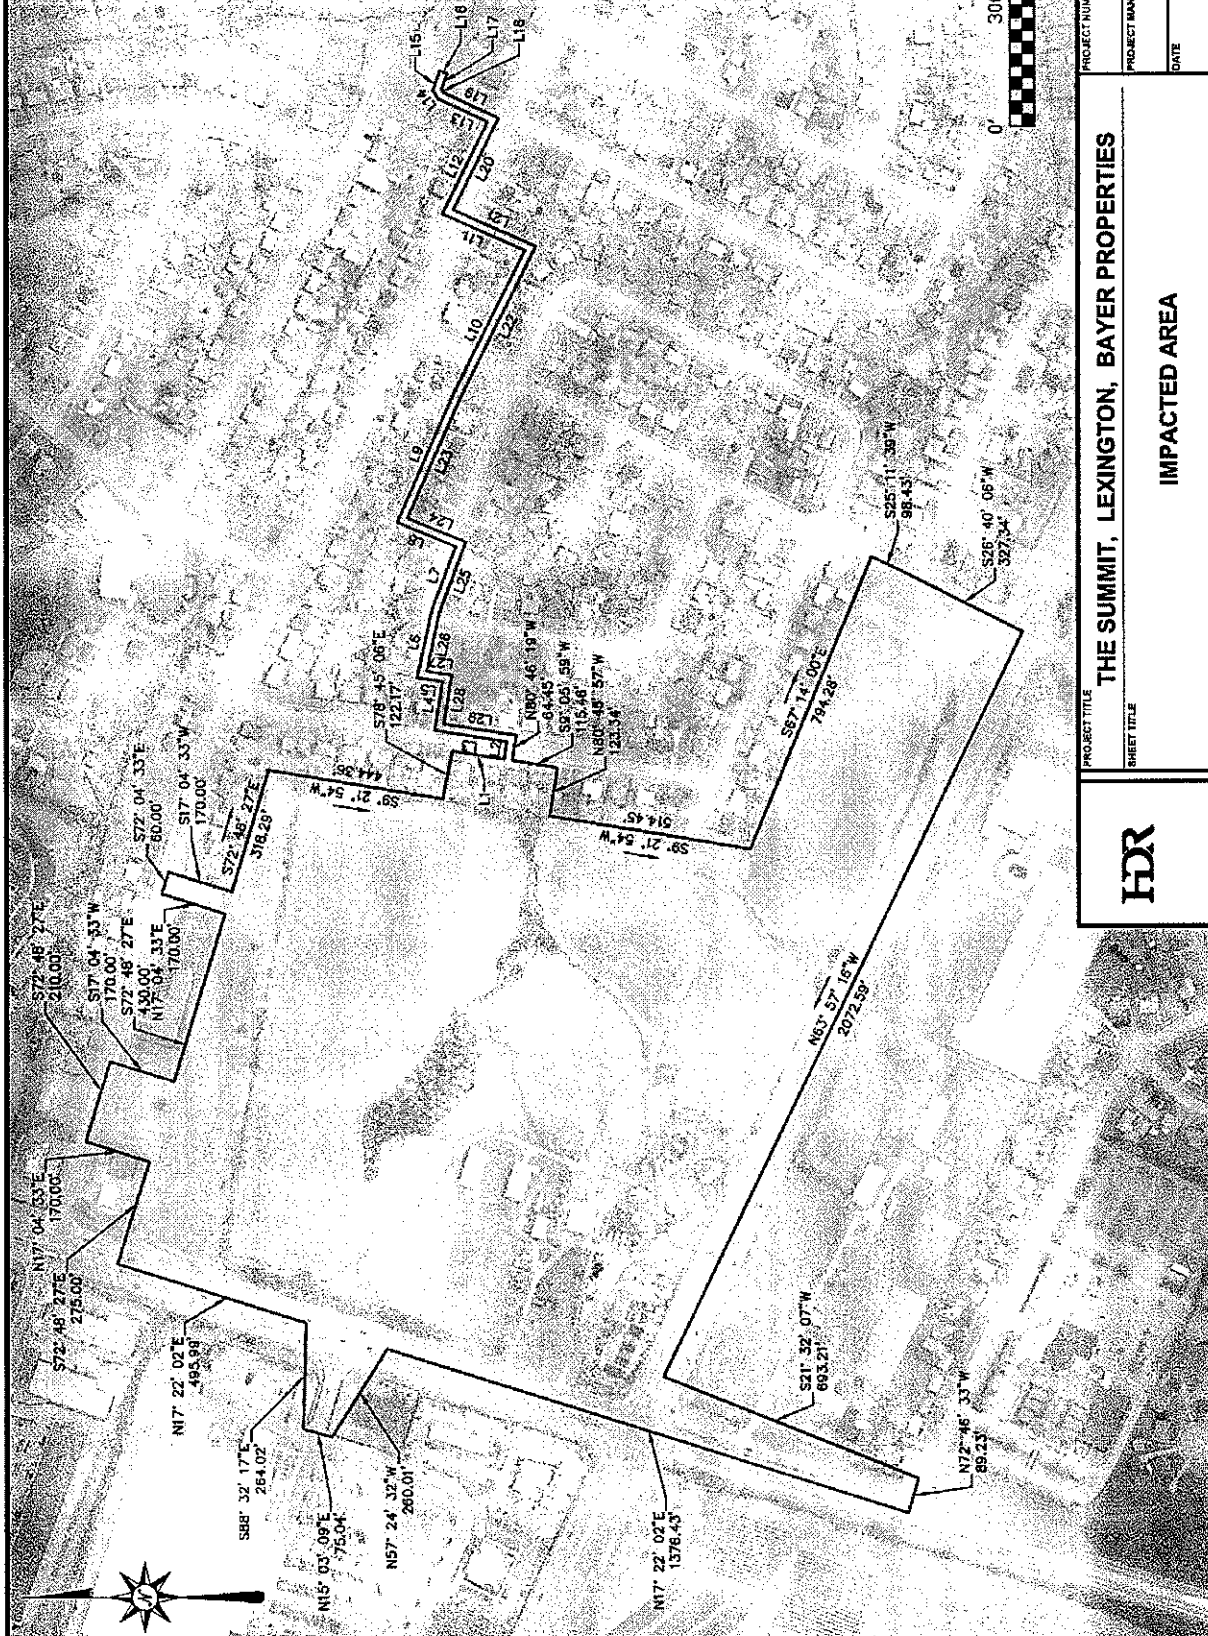 S72° 48' 27"E
210.00'
S17° 04' 33"W
170.00'
S72° 48' 27"E
430.00'
N17° 04' 33"E
170.00'
S72° 04' 33"E
60.00'
S17° 04' 33"W
170.00'
S72° 48' 27"E
318.29'
N17° 04' 33"E
170.00'
S72° 48' 27"E
275.00'
N17° 22' 02"E
495.99'
S88° 32' 17"E
264.02'
N15° 03' 09"E
75.04'
N57° 24' 32"W
260.01'
N17° 22' 02"E
1376.43'
N72° 46' 33"W
89.23'
S21° 32' 07"W
693.21'
N63° 57' 16"W
2072.59'
S26° 40' 06"W
327.34'
S25° 11' 39"W
98.43'
S67° 14' 00"E
794.28'
S9° 21' 54"W
514.45'
N80° 45' 57"W
123.34'
S9° 05' 59"W
115.46'
N80° 46' 19"W
64.45'
S78° 45' 06"E
122.17'
S9° 21' 54"W
444.36'
L1
L6
L7
L8
L9
L10
L11
L12
L13
L14
L15
L16
L17
L18
L19
L20
L21
L22
L23
L24
L25
L26
L28
L29
N
0'
PROJECT TITLE
THE SUMMIT, LEXINGTON, BAYER PROPERTIES
SHEET TITLE
IMPACTED AREA
HDR
PROJECT
DATE